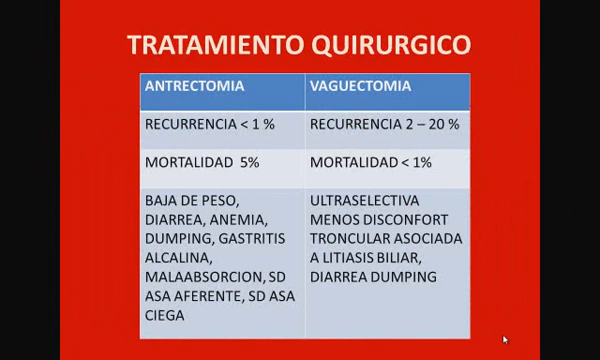 TRATAMIENTO QUIRURGICO
ANTRECTOMIA
VAGUECTOMIA
RECURRENCIA < 1 %
RECURRENCIA 2 – 20 %
MORTALIDAD 5%
MORTALIDAD < 1%
BAJA DE PESO,
DIARREA, ANEMIA,
DUMPING, GASTRITIS
ALCALINA,
MALAABSORCION, SD
ASA AFERENTE, SD ASA
CIEGA
ULTRASELECTIVA
MENOS DISCONFORT
TRONCULAR ASOCIADA
A LITIASIS BILIAR,
DIARREA DUMPING